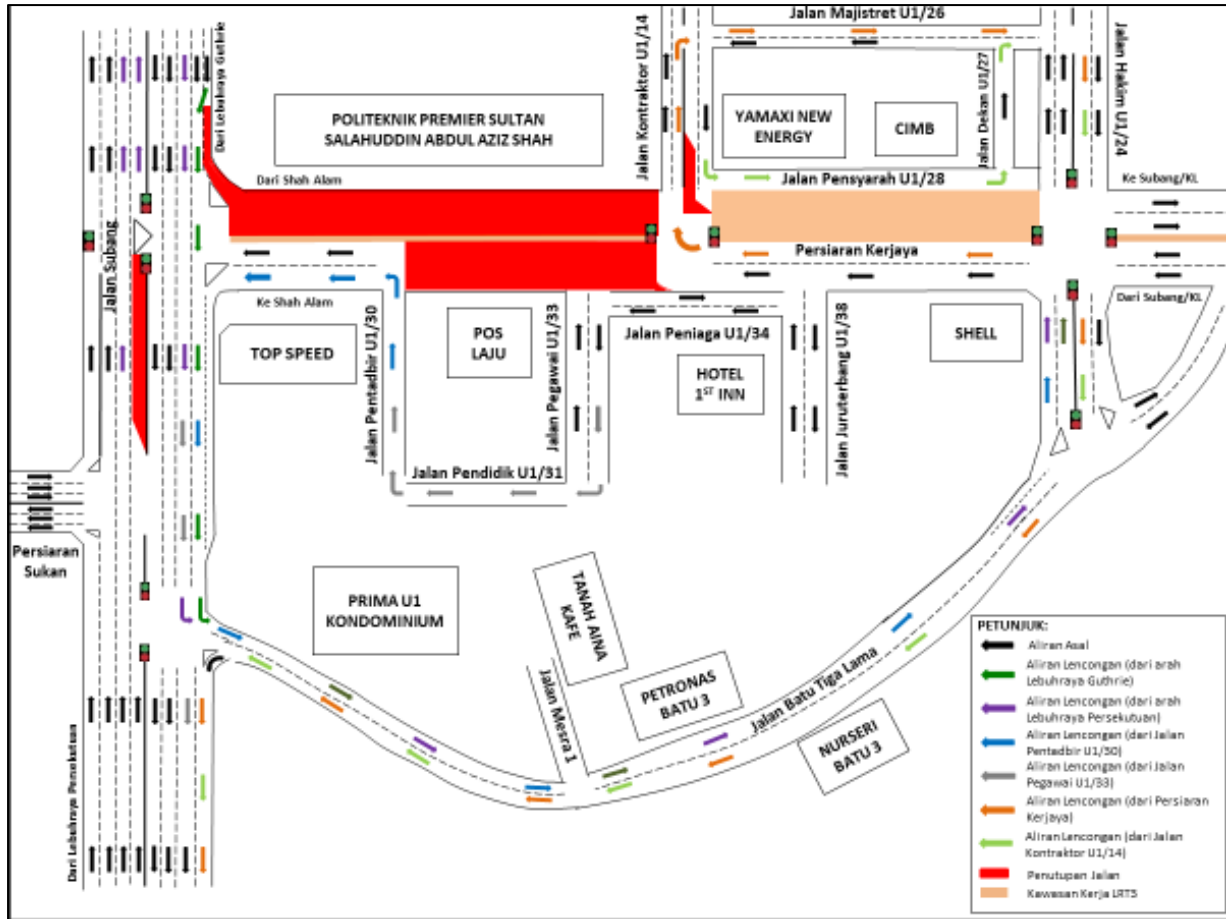 Jalan Majistret U1/26
Jalan Kontraktor U1/14
Jalan Hakim U1/24
Dari Lebuhraya Guthrie
POLITEKNIK PREMIER SULTAN
SALAHUDDIN ABDUL AZIZ SHAH
YAMAXI NEW
ENERGY
CIMB
Jalan Dekan U1/27
Dari Shah Alam
Jalan Pensyarah U1/28
Ke Subang/KL
Jalan Subang
Persiaran Kerjaya
Ke Shah Alam
Dari Subang/KL
TOP SPEED
Jalan Pentadbir U1/30
POS
LAJU
Jalan Pegawai U1/33
Jalan Peniaga U1/34
HOTEL
1ST INN
Jalan Juruterbang U1/38
SHELL
Jalan Pendidik U1/31
Persiaran
Sukan
PRIMA U1
KONDOMINIUM
TANAH AINA
KAFE
Jalan Mesra 1
PETRONAS
BATU 3
Jalan Batu Tiga Lama
NURSERI
BATU 3
Dari Lebuhraya Persekutuan
PETUNJUK:
Aliran Asal
Aliran Lencongan (dari arah
Lebuhraya Guthrie)
Aliran Lencongan (dari arah
Lebuhraya Persekutuan)
Aliran Lencongan (dari Jalan
Pentadbir U1/30)
Aliran Lencongan (dari Jalan
Pegawai U1/33)
Aliran Lencongan (dari Persiaran
Kerjaya)
Aliran Lencongan (dari Jalan
Kontraktor U1/14)
Penutupan Jalan
Kawasan Kerja LRT3